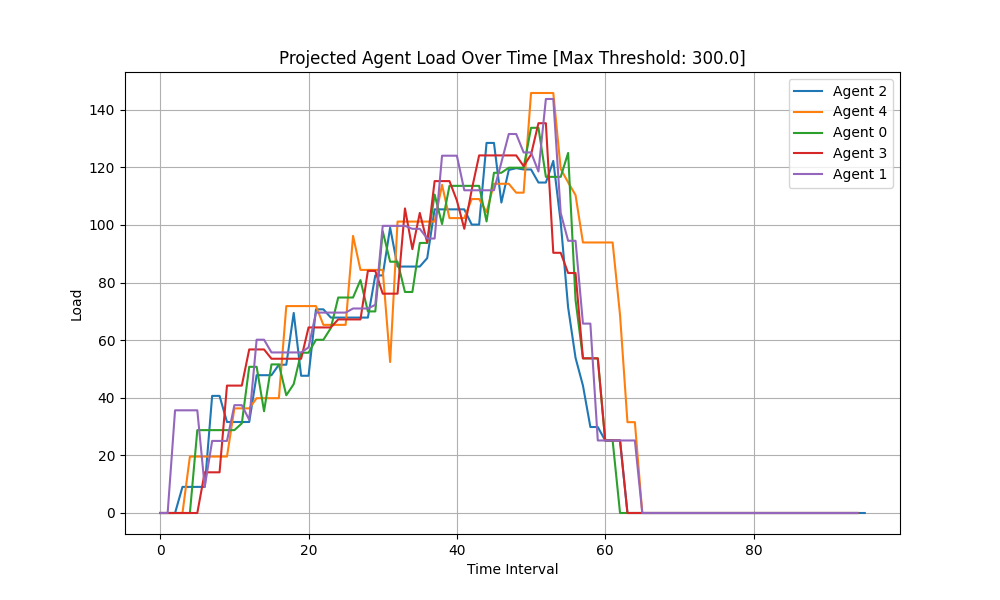 Projected Agent Load Over Time [Max Threshold: 300.0]
Agent 2
Agent 4
Agent 0
Agent 3
Agent 1
Load
140
120
100
80
60
40
20
0
0 20 40 60 80
Time Interval